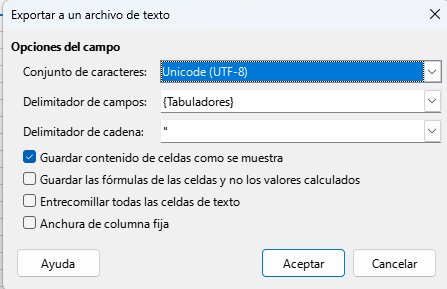 Exportar a un archivo de texto
Opciones del campo
Conjunto de caracteres: Unicode (UTF-8)
Delimitador de campos: {Tabuladores}
Delimitador de cadena: "
Guardar contenido de celdas como se muestra
Guardar las fórmulas de las celdas y no los valores calculados
Entrecomillar todas las celdas de texto
Anchura de columna fija
Ayuda Aceptar Cancelar